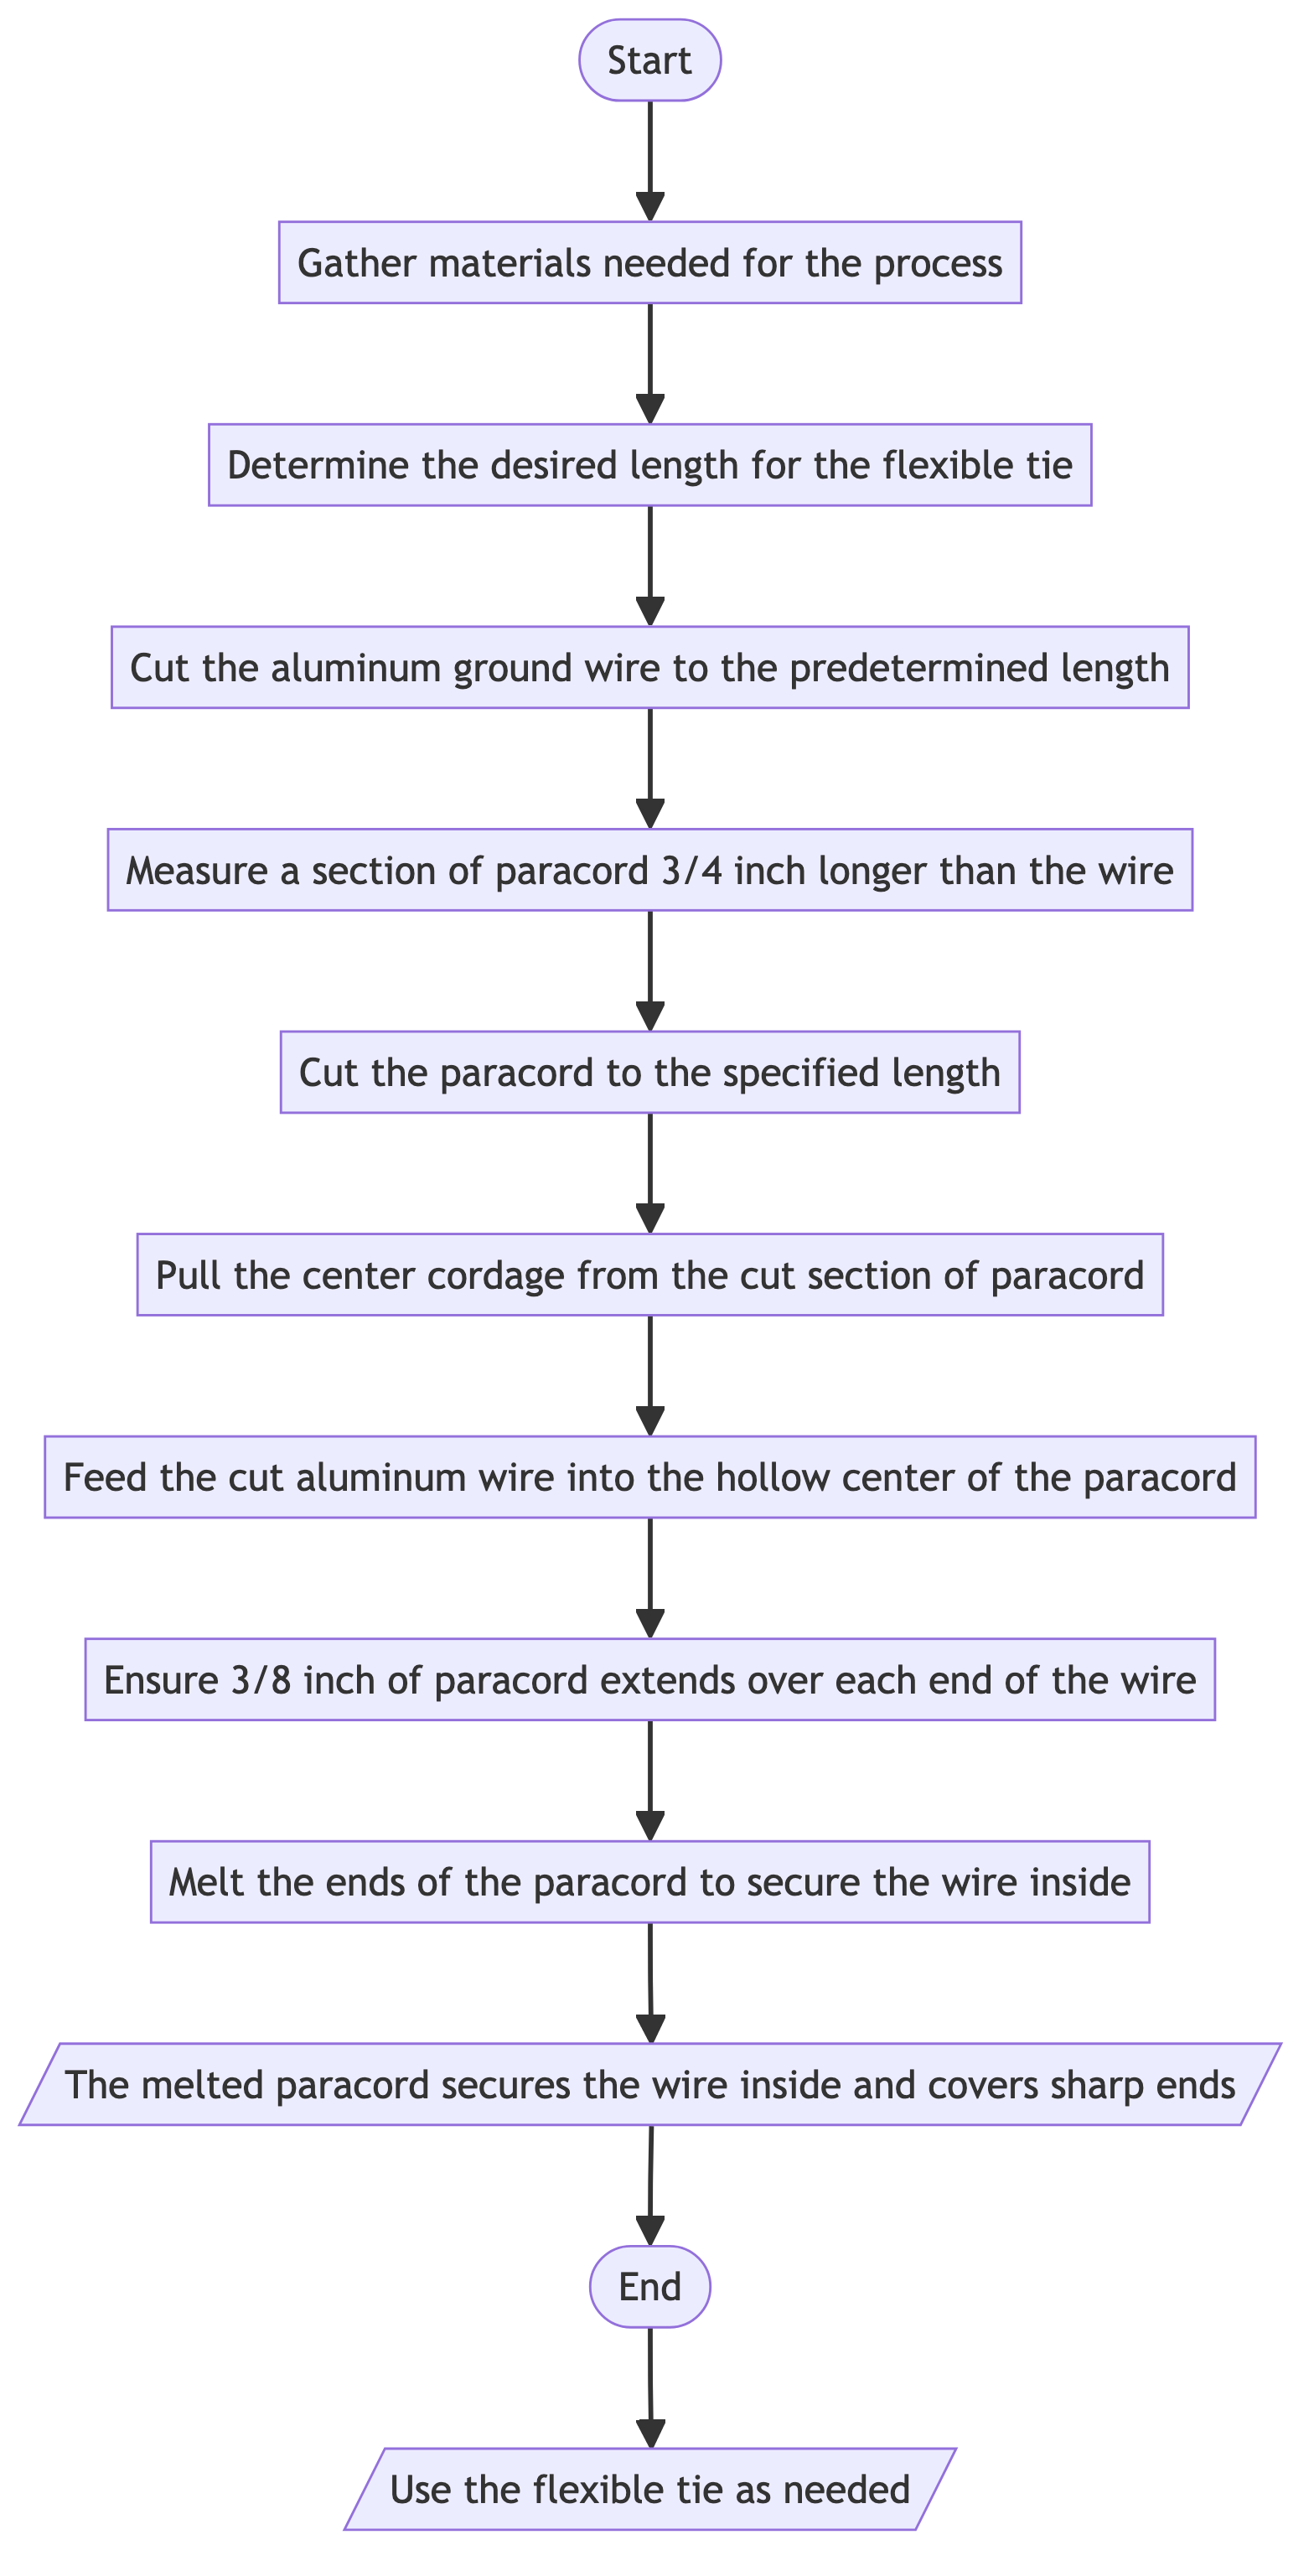 Start
Gather materials needed for the process
Determine the desired length for the flexible tie
Cut the aluminum ground wire to the predetermined length
Measure a section of paracord 3/4 inch longer than the wire
Cut the paracord to the specified length
Pull the center cordage from the cut section of paracord
Feed the cut aluminum wire into the hollow center of the paracord
Ensure 3/8 inch of paracord extends over each end of the wire
Melt the ends of the paracord to secure the wire inside
The melted paracord secures the wire inside and covers sharp ends
End
Use the flexible tie as needed